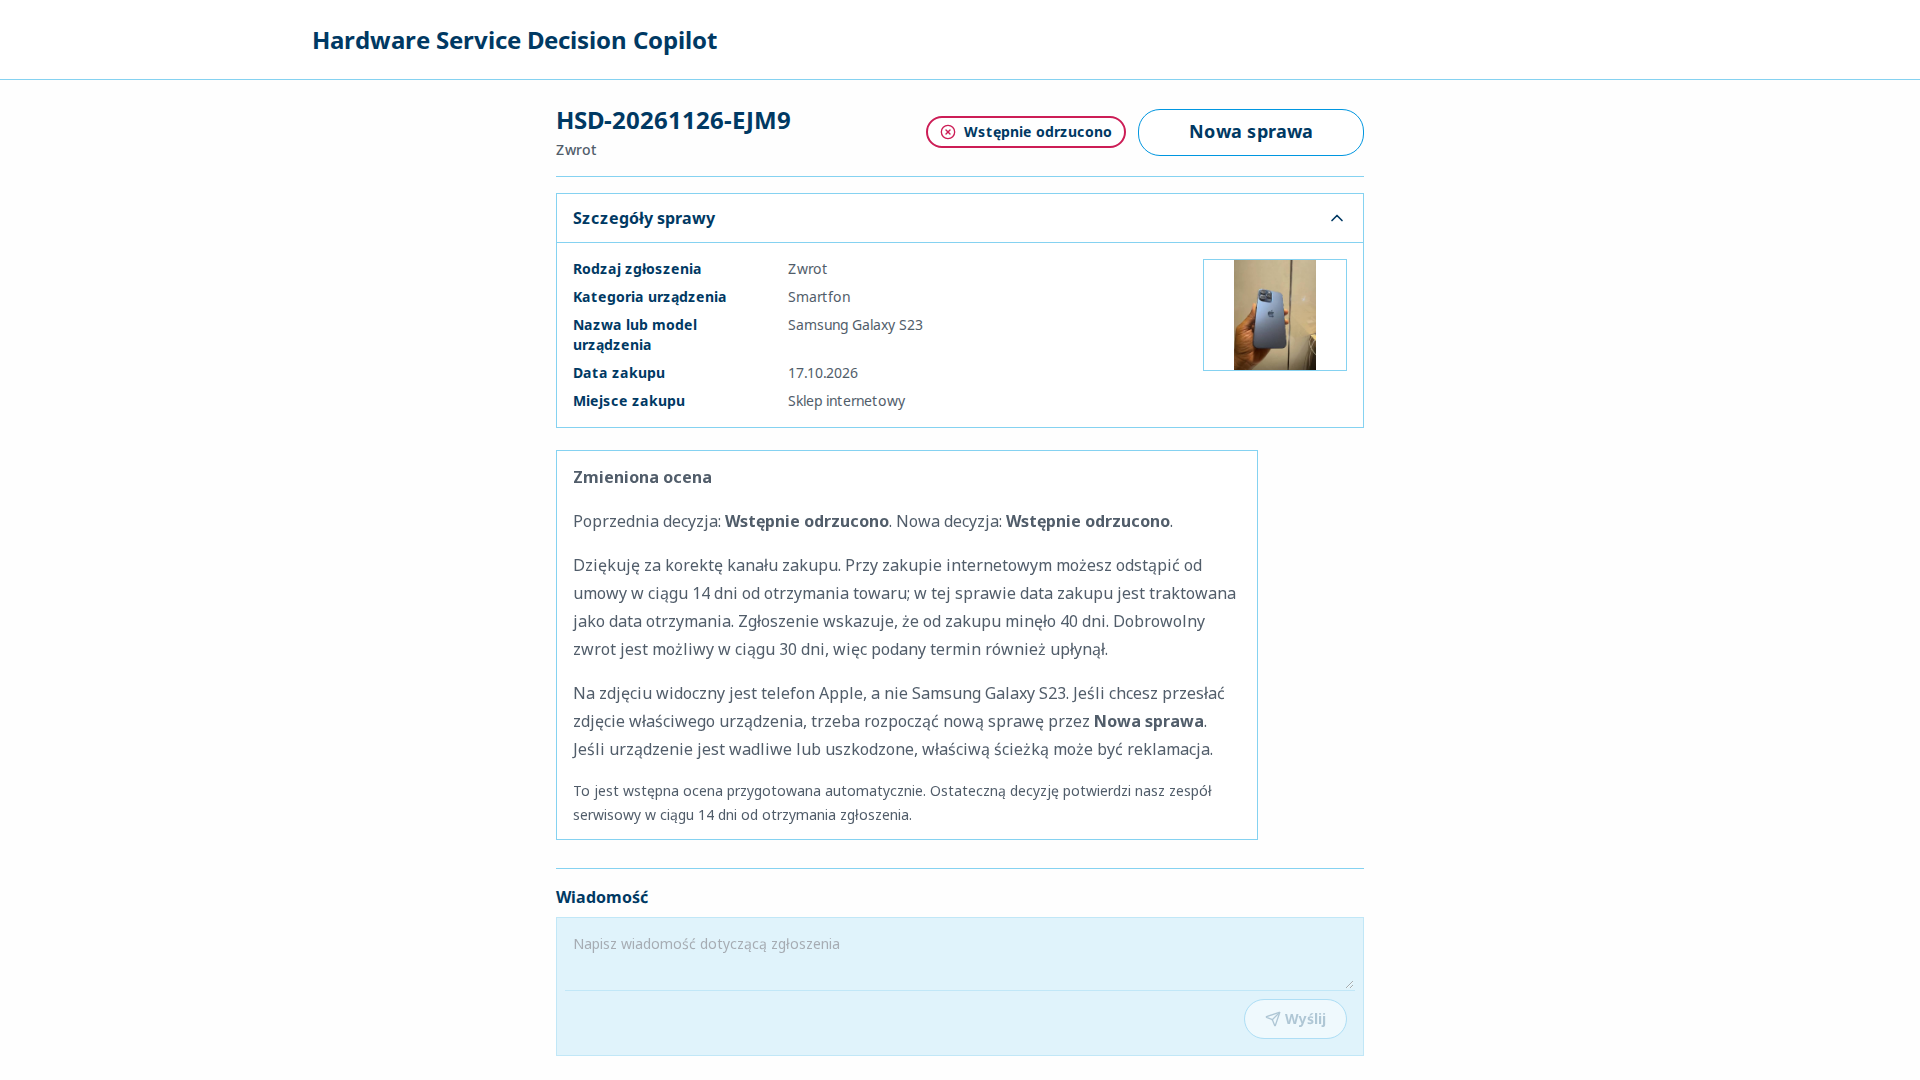 Hardware Service Decision Copilot
HSD-20261126-EJM9
Zwrot
Wstępnie odrzucono
Nowa sprawa
Szczegóły sprawy
Rodzaj zgłoszenia
Zwrot
Kategoria urządzenia
Smartfon
Nazwa lub model
urządzenia
Samsung Galaxy S23
Data zakupu
17.10.2026
Miejsce zakupu
Sklep internetowy
Zmieniona ocena
Poprzednia decyzja: Wstępnie odrzucono. Nowa decyzja: Wstępnie odrzucono.
Dziękuję za korektę kanału zakupu. Przy zakupie internetowym możesz odstąpić od
umowy w ciągu 14 dni od otrzymania towaru; w tej sprawie data zakupu jest traktowana
jako data otrzymania. Zgłoszenie wskazuje, że od zakupu minęło 40 dni. Dobrowolny
zwrot jest możliwy w ciągu 30 dni, więc podany termin również upłynął.
Na zdjęciu widoczny jest telefon Apple, a nie Samsung Galaxy S23. Jeśli chcesz przesłać
zdjęcie właściwego urządzenia, trzeba rozpocząć nową sprawę przez Nowa sprawa.
Jeśli urządzenie jest wadliwe lub uszkodzone, właściwą ścieżką może być reklamacja.
To jest wstępna ocena przygotowana automatycznie. Ostateczną decyzję potwierdzi nasz zespół
serwisowy w ciągu 14 dni od otrzymania zgłoszenia.
Wiadomość
Napisz wiadomość dotyczącą zgłoszenia
Wyślij